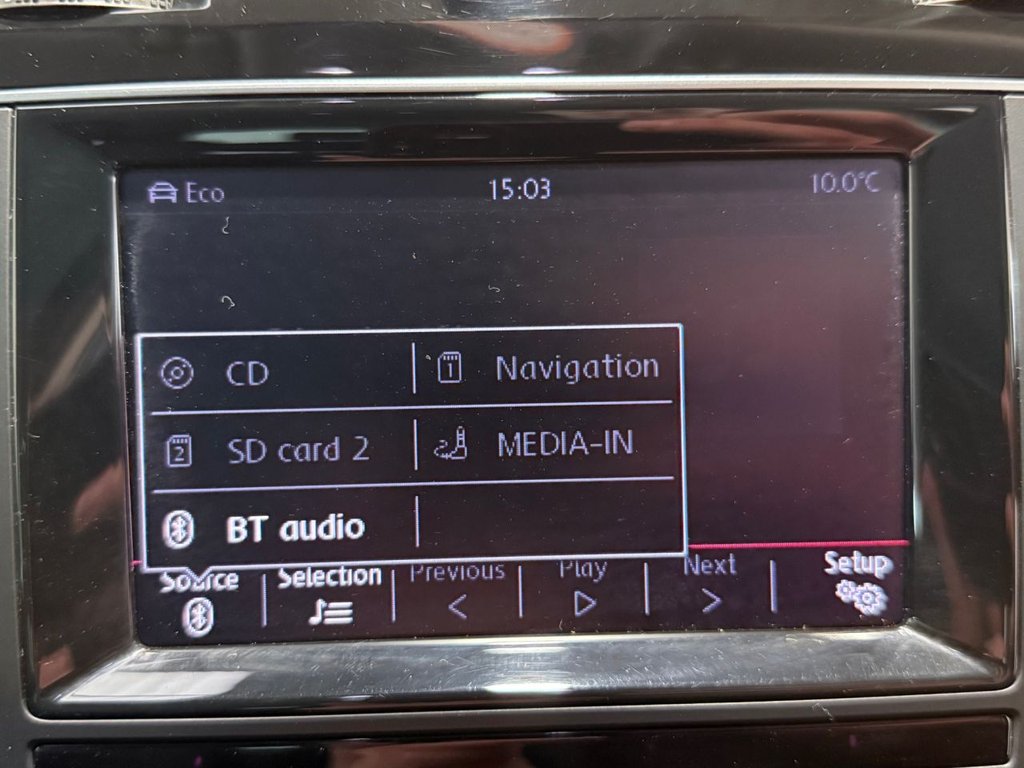 Eco 15:03 10.0°C
CD Navigation
SD card 2 MEDIA-IN
BT audio
Source Selection Previous Play Next Setup